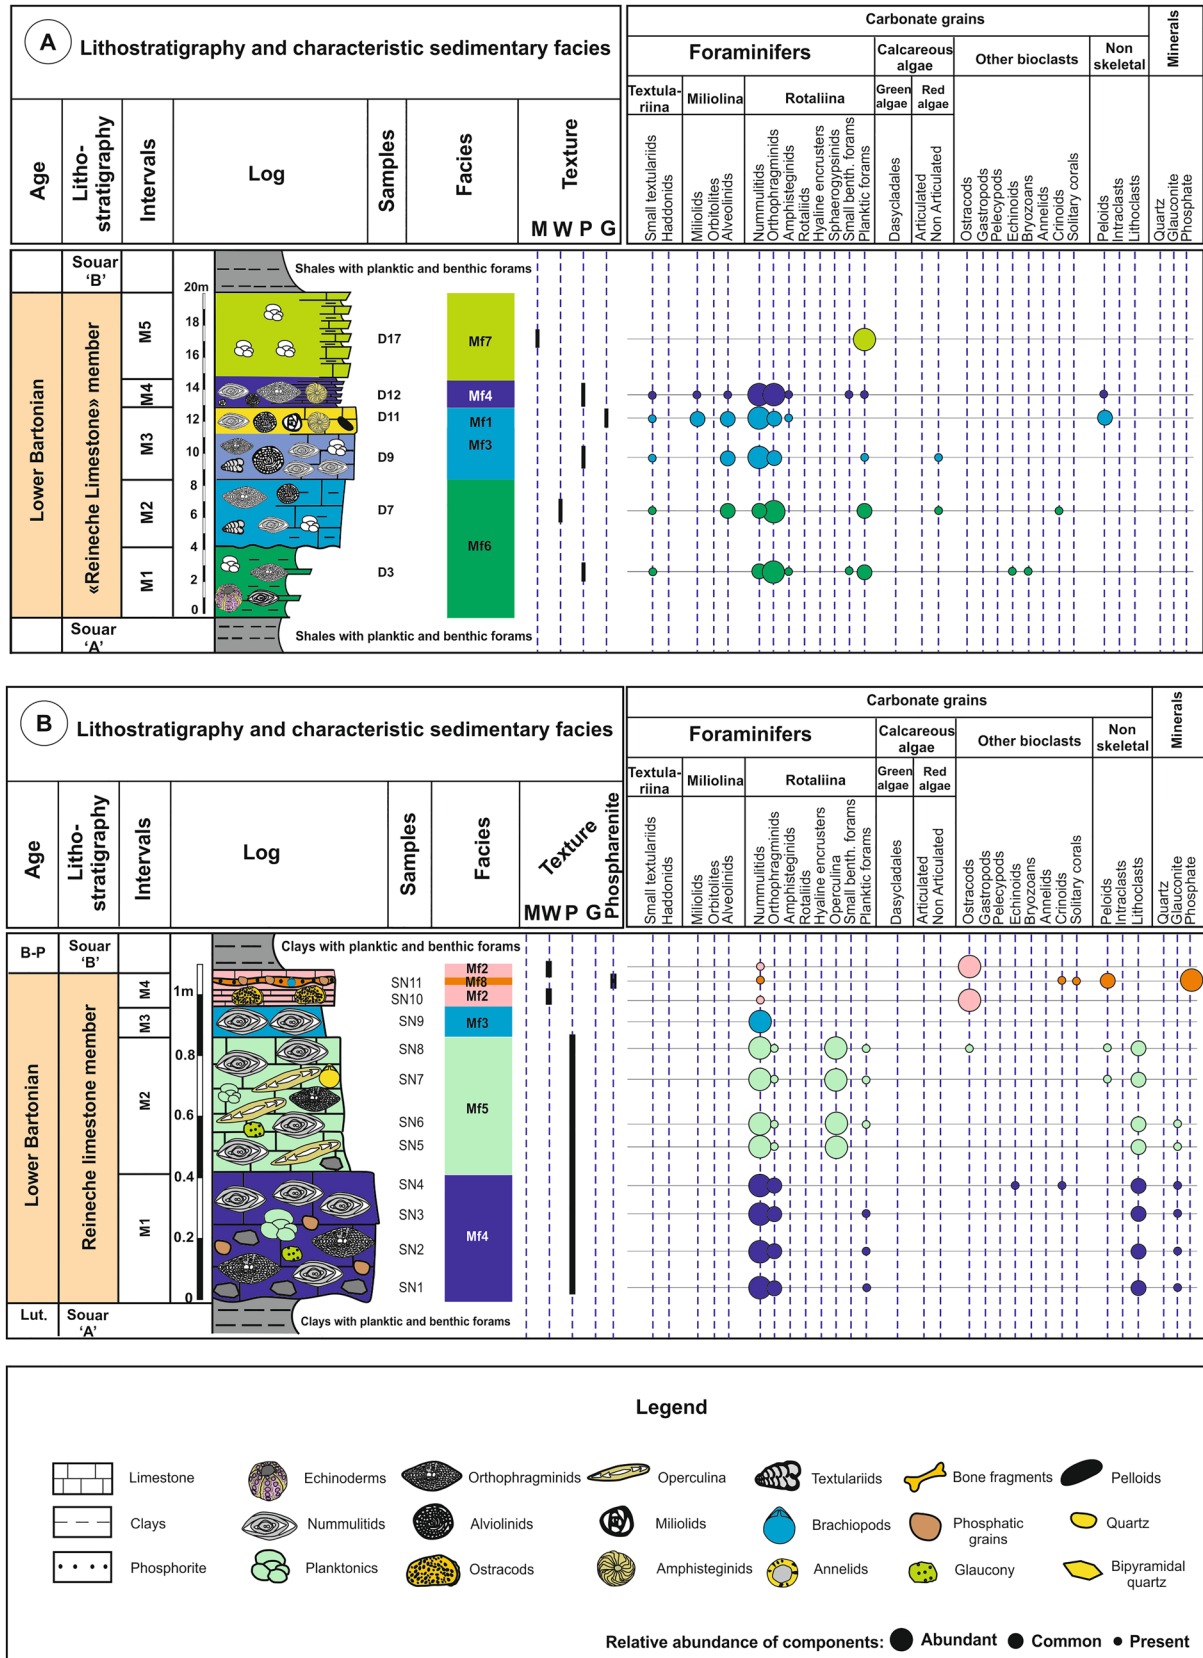 A
Lithostratigraphy and characteristic sedimentary facies
Carbonate grains
Minerals
Foraminifers
Calcareous
algae
Other bioclasts
Non
skeletal
Textula-
riina
Miliolina
Rotaliina
Green
algae
Red
algae
Age
Litho-
stratigraphy
Intervals
Log
Samples
Facies
Texture
M W P G
Small textulariids
Haddonids
Miliolids
Orbitolites
Alveolinids
Nummulitids
Orthophragminids
Amphisteginids
Rotaliids
Hyaline encrusters
Sphaerogypsinids
Small benth. forams
Planktic forams
Dasycladales
Articulated
Non Articulated
Ostracods
Gastropods
Pelecypods
Echinoids
Bryozoans
Annelids
Crinoids
Solitary corals
Peloids
Intraclasts
Lithoclasts
Quartz
Glauconite
Phosphate
Souar
‘B’
Shales with planktic and benthic forams
20m
Lower Bartonian
«Reineche Limestone» member
M5
18
16
D17
Mf7
M4
14
D12
Mf4
M3
12
D11
Mf1
10
D9
Mf3
8
M2
6
D7
4
Mf6
M1
2
D3
0
Souar
‘A’
Shales with planktic and benthic forams
B
Lithostratigraphy and characteristic sedimentary facies
Carbonate grains
Minerals
Foraminifers
Calcareous
algae
Other bioclasts
Non
skeletal
Textula-
riina
Miliolina
Rotaliina
Green
algae
Red
algae
Age
Litho-
stratigraphy
Intervals
Log
Samples
Facies
Texture
Phospharenite
M W P G
Small textulariids
Haddonids
Miliolids
Orbitolites
Alveolinids
Nummulitids
Orthophragminids
Amphisteginids
Rotaliids
Hyaline encrusters
Operculina
Small benth. forams
Planktic forams
Dasycladales
Articulated
Non Articulated
Ostracods
Gastropods
Pelecypods
Echinoids
Bryozoans
Annelids
Crinoids
Solitary corals
Peloids
Intraclasts
Lithoclasts
Quartz
Glauconite
Phosphate
B-P
Souar
‘B’
Clays with planktic and benthic forams
Lower Bartonian
Reineche limestone member
Mf2
M4
SN11
Mf8
1m
SN10
Mf2
M3
SN9
Mf3
0.8
SN8
M2
SN7
Mf5
0.6
SN6
SN5
0.4
SN4
M1
SN3
Mf4
0.2
SN2
SN1
0
Lut.
Souar
‘A’
Clays with planktic and benthic forams
Legend
Limestone
Echinoderms
Orthophragminids
Operculina
Textulariids
Bone fragments
Pelloids
Clays
Nummulitids
Alviolinids
Miliolids
Brachiopods
Phosphatic
grains
Quartz
Phosphorite
Planktonics
Ostracods
Amphisteginids
Annelids
Glaucony
Bipyramidal
quartz
Relative abundance of components: Abundant Common Present